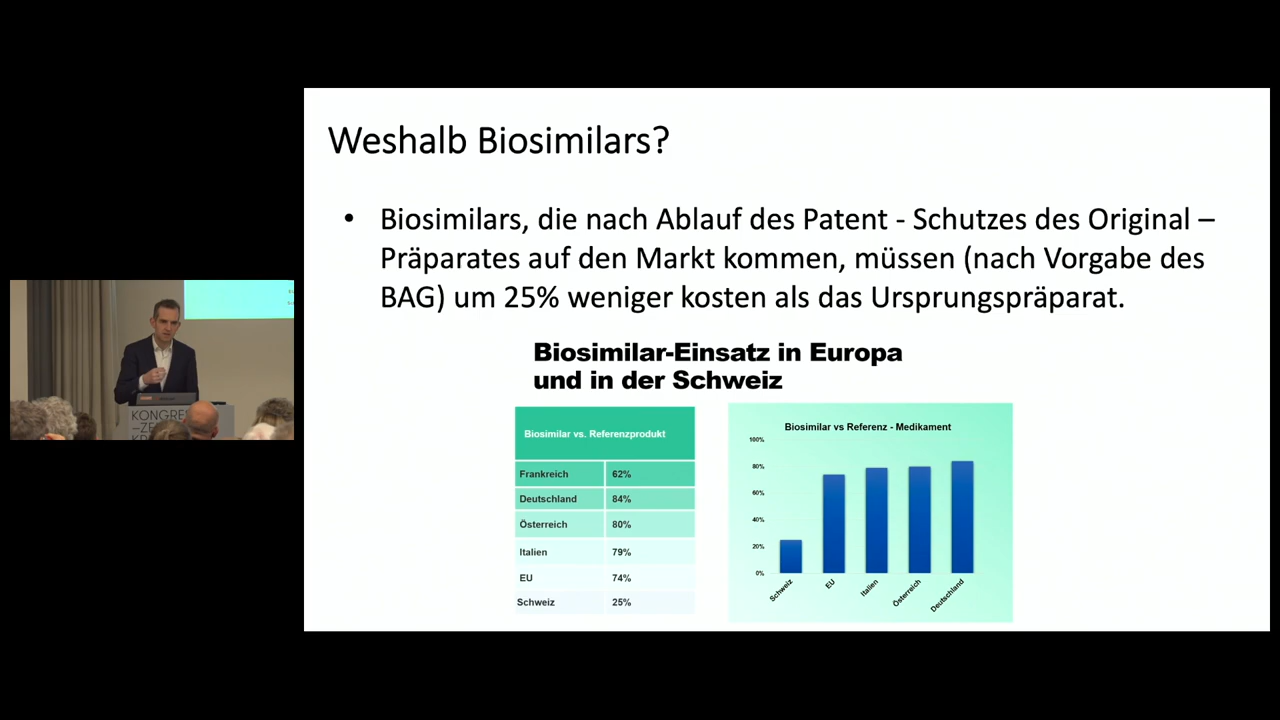 Weshalb Biosimilars?
• Biosimilars, die nach Ablauf des Patent - Schutzes des Original –
Präparates auf den Markt kommen, müssen (nach Vorgabe des
BAG) um 25% weniger kosten als das Ursprungspräparat.
Biosimilar-Einsatz in Europa
und in der Schweiz
Biosimilar vs. Referenzprodukt
Frankreich 62%
Deutschland 84%
Österreich 80%
Italien 79%
EU 74%
Schweiz 25%
Biosimilar vs Referenz - Medikament
100%
80%
60%
40%
20%
0%
Schweiz
EU
Italien
Österreich
Deutschland
KONGRE